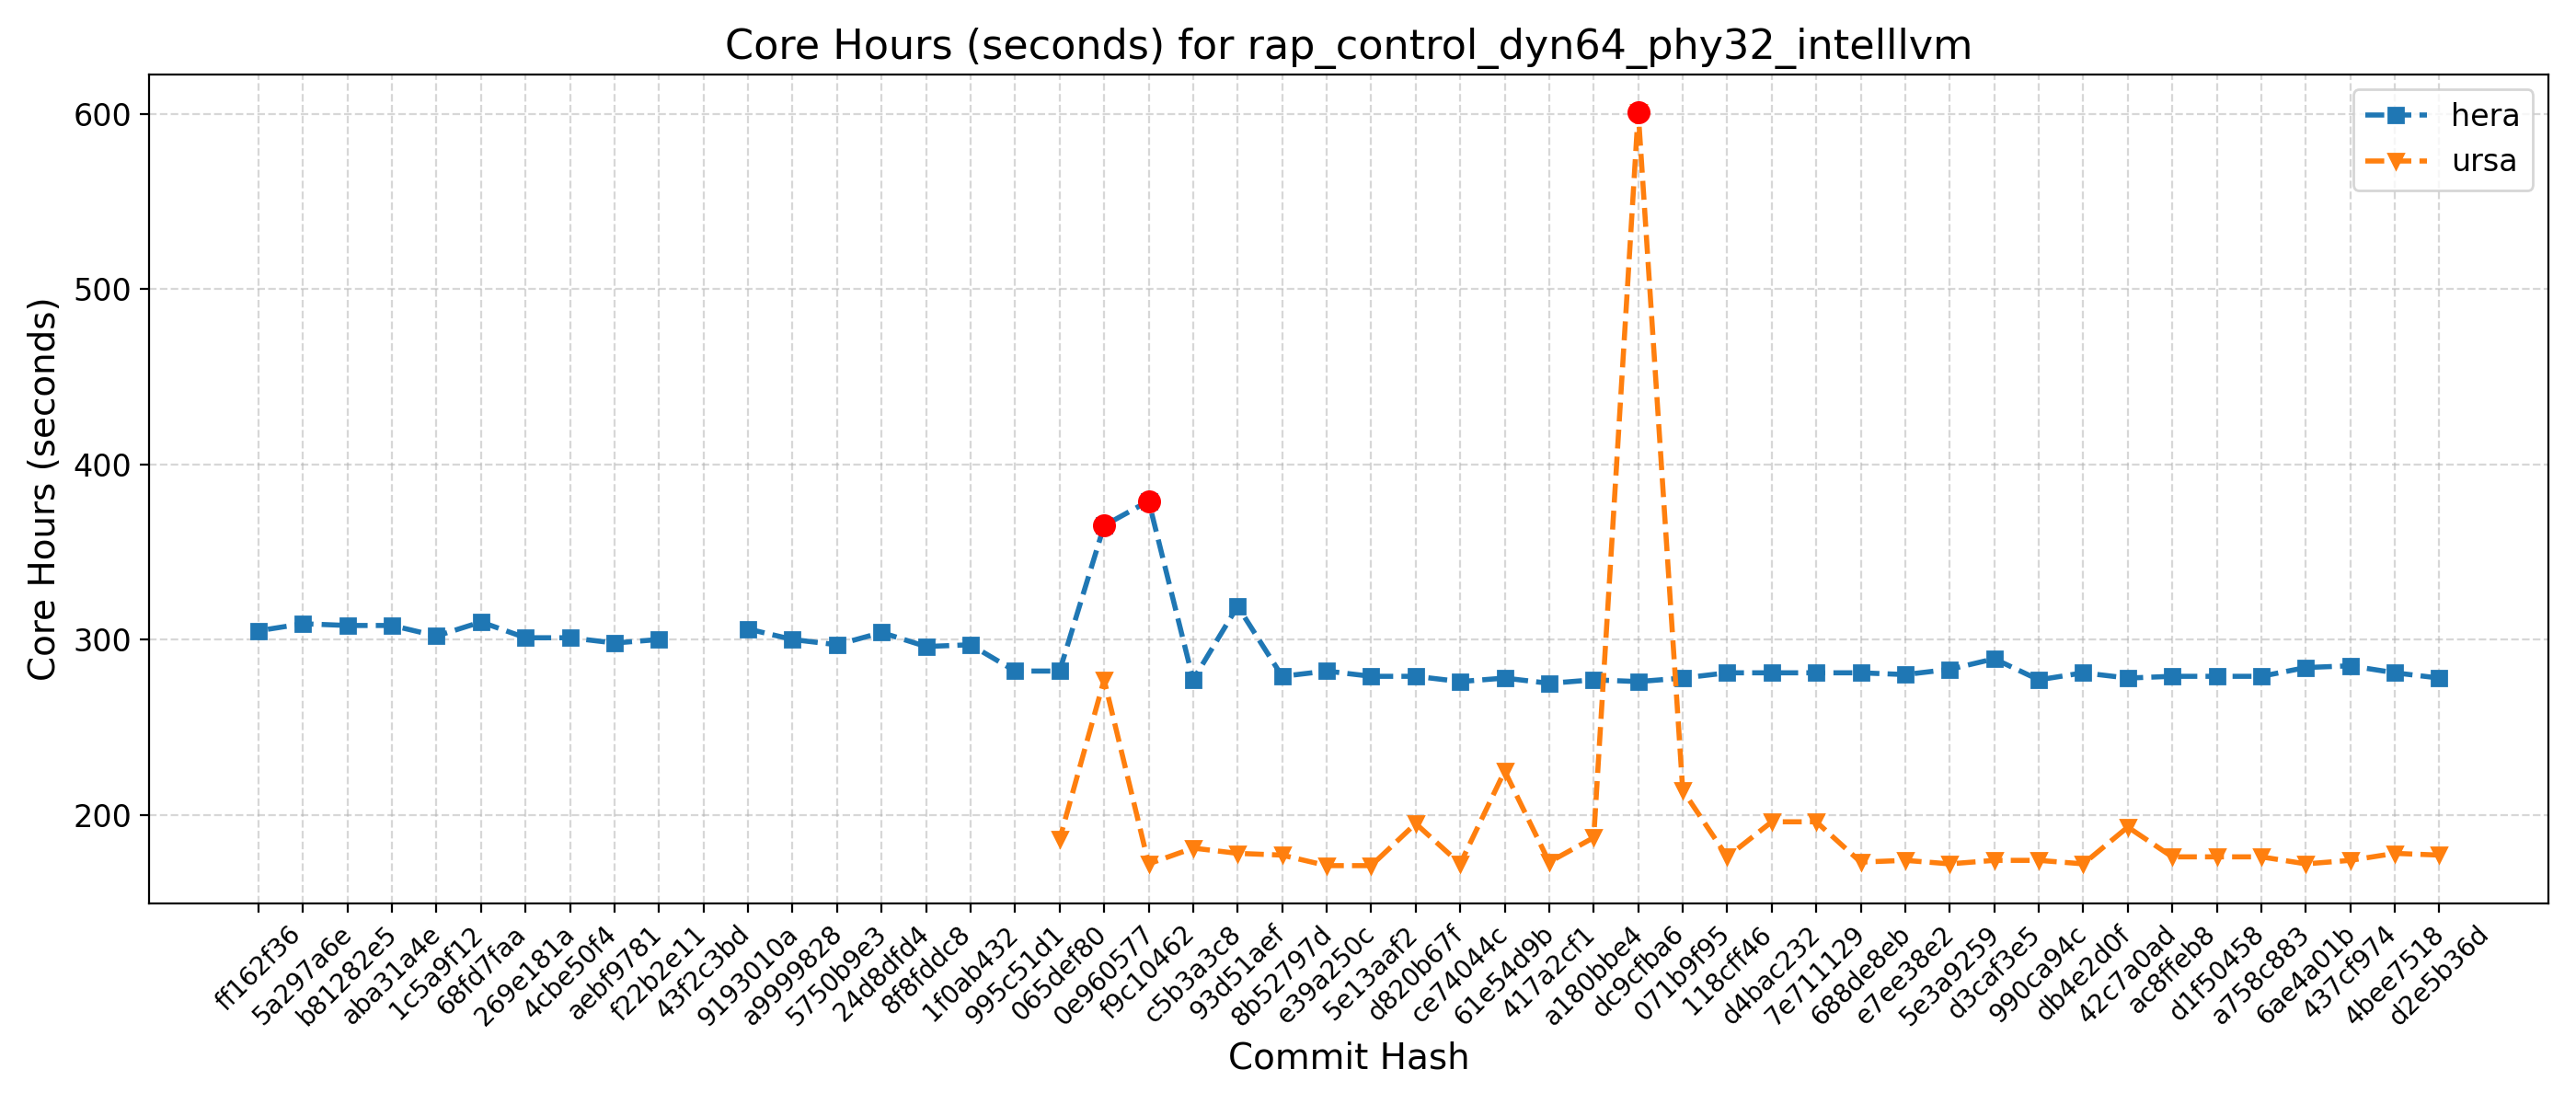 Core Hours (seconds) for rap_control_dyn64_phy32_intelllvm
hera
ursa
Core Hours (seconds)
600
500
400
300
200
ff162f36
5a297a6e
b81282e5
aba31a4e
1c5a9f12
68fd7faa
269e181a
4cbe50f4
aebf9781
f22b2e11
43f2c3bd
9193010a
a9999828
5750b9e3
24d8dfd4
8f8fddc8
1f0ab432
995c51d1
065def80
0e960577
f9c10462
c5b3a3c8
93d51aef
8b52797d
e39a250c
5e13aaf2
d820b67f
ce74044c
61e54d9b
417a2cf1
a180bbe4
dc9cfba6
071b9f95
118cff46
d4bac232
7e711129
688de8eb
e7ee38e2
5e3a9259
d3caf3e5
990ca94c
db4e2d0f
42c7a0ad
ac8ffeb8
d1f50458
a758c883
6ae4a01b
437cf974
4bee7518
d2e5b36d
Commit Hash